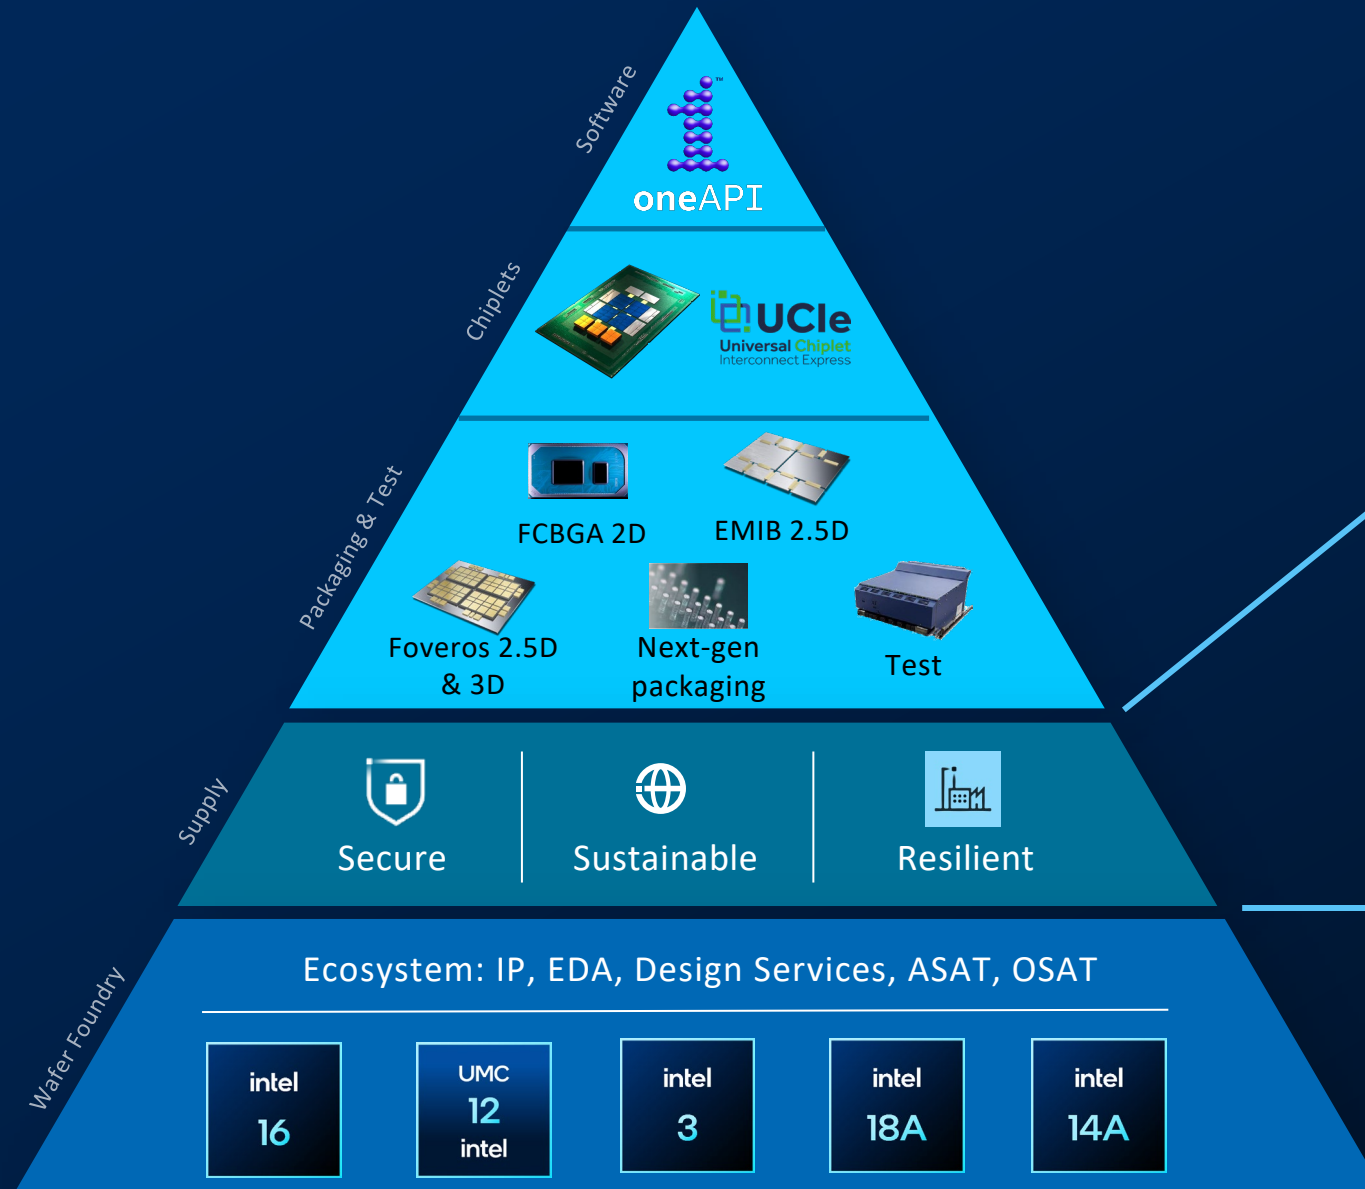 Software
™
oneAPI
Chiplets
UCIe
Universal Chiplet
Interconnect Express
Packaging & Test
FCBGA 2D
EMIB 2.5D
Foveros 2.5D
& 3D
Next-gen
packaging
Test
Supply
Secure
Sustainable
Resilient
Wafer Foundry
Ecosystem: IP, EDA, Design Services, ASAT, OSAT
intel
16
UMC
12
intel
intel
3
intel
18A
intel
14A